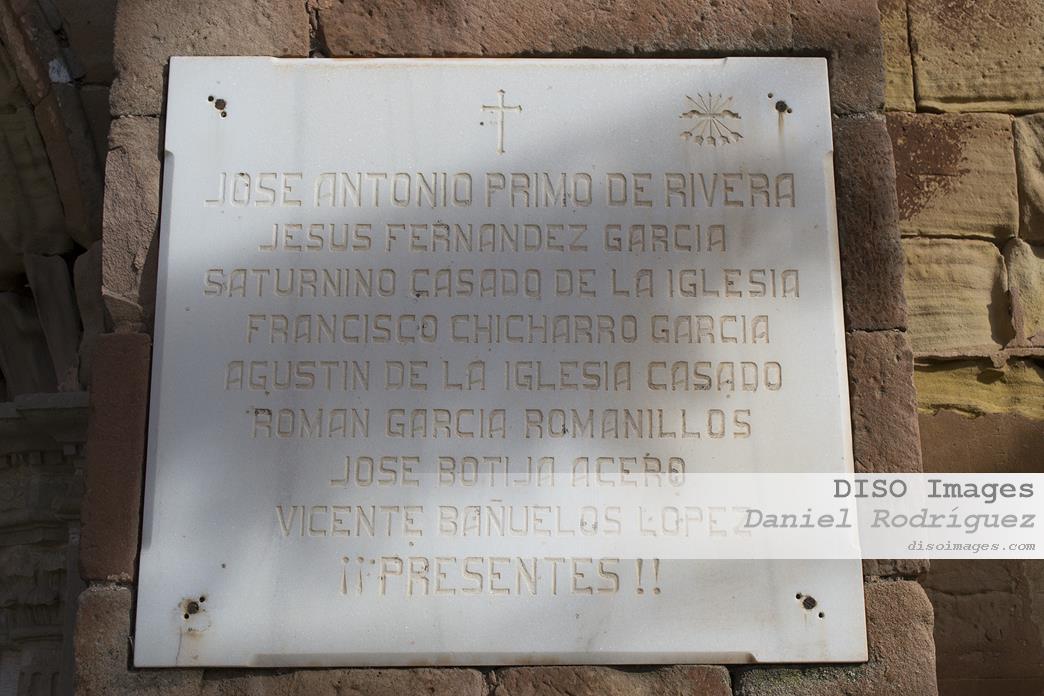 JOSE ANTONIO PRIMO DE RIVERA
JESUS FERNANDEZ GARCIA
SATURNINO CASADO DE LA IGLESIA
FRANCISCO CHICHARRO GARCIA
AGUSTIN DE LA IGLESIA CASADO
ROMAN GARCIA ROMANILLOS
JOSE BOTIJA ACERO
VICENTE BAÑUELOS LOPEZ
¡¡PRESENTES!!
DISO Images
Daniel Rodríguez
disoimages.com